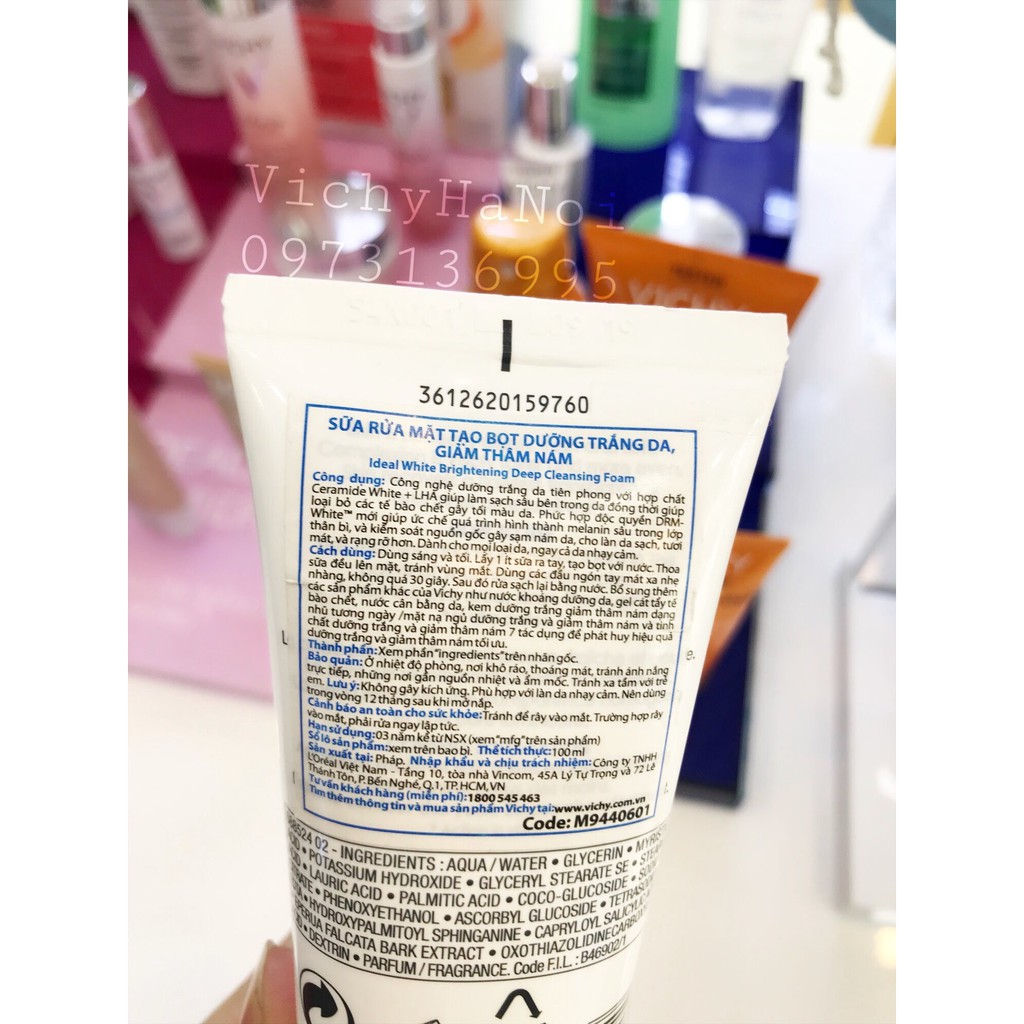 VichyHaNoi
0973136995
3612620159760
SỮA RỬA MẶT TẠO BỌT DƯỠNG TRẮNG DA,
GIẢM THÂM NÁM
Ideal White Brightening Deep Cleansing Foam
Công dụng: Công nghệ dưỡng trắng da tiên phong với hợp chất
Ceramide White + LHA giúp làm sạch sâu bên trong da đồng thời giúp
loại bỏ các tế bào chết gây tối màu da. Phức hợp độc quyền DRM-
White™ mới giúp ức chế quá trình hình thành melanin sâu trong lớp
thân bì, và kiểm soát nguồn gốc gây sạm nám da, cho làn da sạch, tươi
mát, và rạng rỡ hơn. Dành cho mọi loại da, ngay cả da nhạy cảm.
Cách dùng: Dùng sáng và tối. Lấy 1 ít sữa ra tay, tạo bọt với nước. Thoa
sữa đều lên mặt, tránh vùng mắt. Dùng các đầu ngón tay mát xa nhẹ
nhàng, không quá 30 giây. Sau đó rửa sạch lại bằng nước. Bổ sung thêm
các sản phẩm khác của Vichy như nước khoáng dưỡng da, gel cát tẩy tế
bào chết, nước cân bằng da, kem dưỡng trắng giảm thâm nám dạng
nhũ tương ngày /mặt nạ ngủ dưỡng trắng và giảm thâm nám và tinh
chất dưỡng trắng và giảm thâm nám 7 tác dụng để phát huy hiệu quả
dưỡng trắng và giảm thâm nám tối ưu.
Thành phần: Xem phần "ingredients" trên nhãn gốc.
Bảo quản: Ở nhiệt độ phòng, nơi khô ráo, thoáng mát, tránh ánh nắng
trực tiếp, những nơi gần nguồn nhiệt và ẩm mốc. Tránh xa tầm với trẻ
em. Lưu ý: Không gây kích ứng. Phù hợp với làn da nhạy cảm. Nên dùng
trong vòng 12 tháng sau khi mở nắp.
Cảnh báo an toàn cho sức khỏe: Tránh để rây vào mắt. Trường hợp rây
vào mắt, phải rửa ngay lập tức.
Hạn sử dụng: 03 năm kể từ NSX (xem "mfg" trên sản phẩm)
Số lô sản phẩm: xem trên bao bì. Thể tích thực: 100 ml
Sản xuất tại: Pháp. Nhập khẩu và chịu trách nhiệm: Công ty TNHH
L'Oréal Việt Nam - Tầng 10, tòa nhà Vincom, 45A Lý Tự Trọng và 72 Lê
Thánh Tôn, P. Bến Nghé, Q.1, TP. HCM, VN
Tư vấn khách hàng (miễn phí): 1800 545 463
Tìm thêm thông tin và mua sản phẩm Vichy tại: www.vichy.com.vn
Code: M9440601
02 - INGREDIENTS : AQUA / WATER • GLYCERIN •
• POTASSIUM HYDROXIDE • GLYCERYL STEARATE SE •
• LAURIC ACID • PALMITIC ACID • COCO-GLUCOSIDE •
• PHENOXYETHANOL • ASCORBYL GLUCOSIDE •
• HYDROXYPALMITOYL SPHINGANINE • CAPRYLOYL SALICYLIC
EPERUA FALCATA BARK EXTRACT •
• DEXTRIN • PARFUM / FRAGRANCE. Code F.I.L. : B46902/1